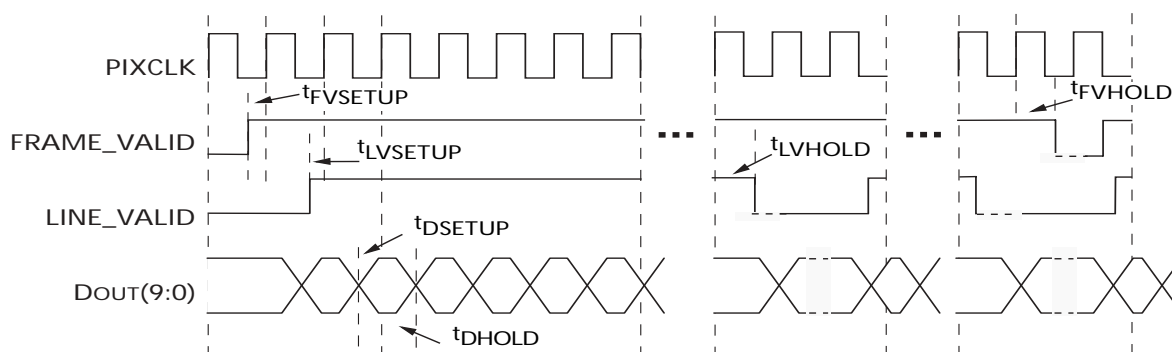 PIXCLK
tFVSETUP
tFVHOLD
FRAME_VALID
tLVSETUP
tLVHOLD
LINE_VALID
tDSETUP
DOUT(9:0)
tDHOLD